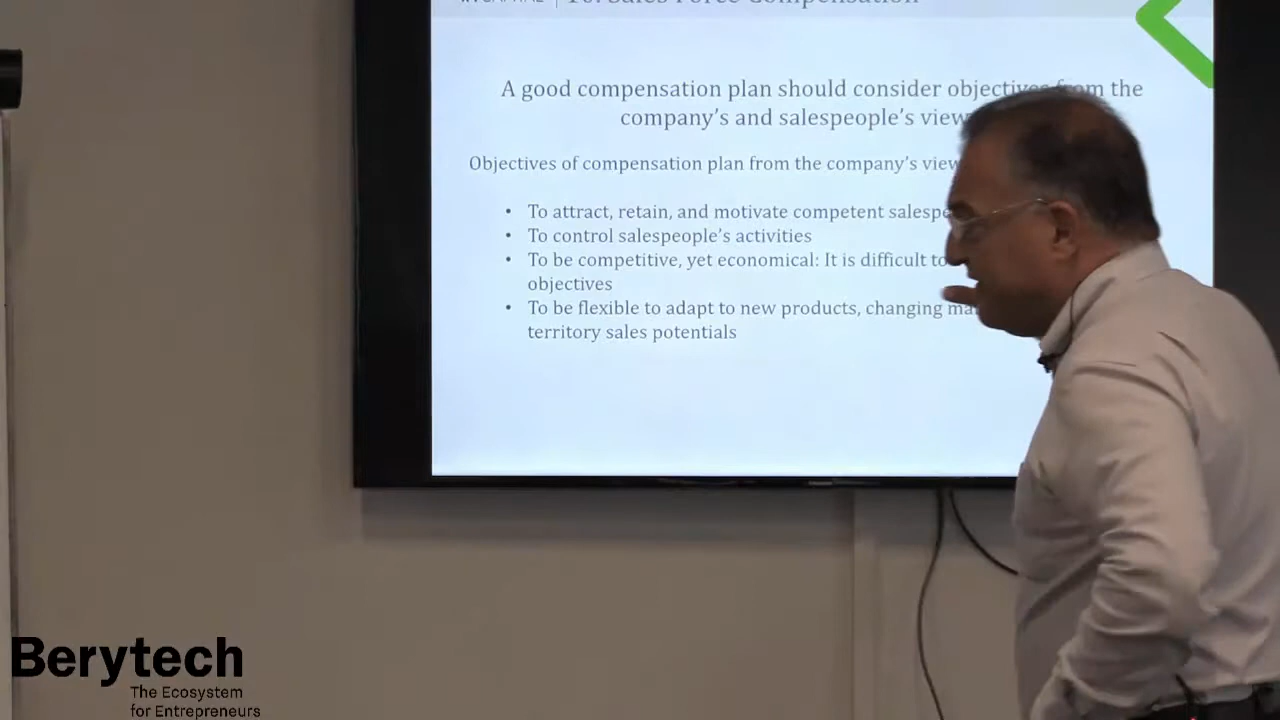 Sales Force Compensation
A good compensation plan should consider objectives from the
company's and salespeople's view
Objectives of compensation plan from the company's view
• To attract, retain, and motivate competent
• To control salespeople's activities
• To be competitive, yet economical: It is difficult to
objectives
• To be flexible to adapt to new products, changing
territory sales potentials
Berytech
The Ecosystem
for Entrepreneurs